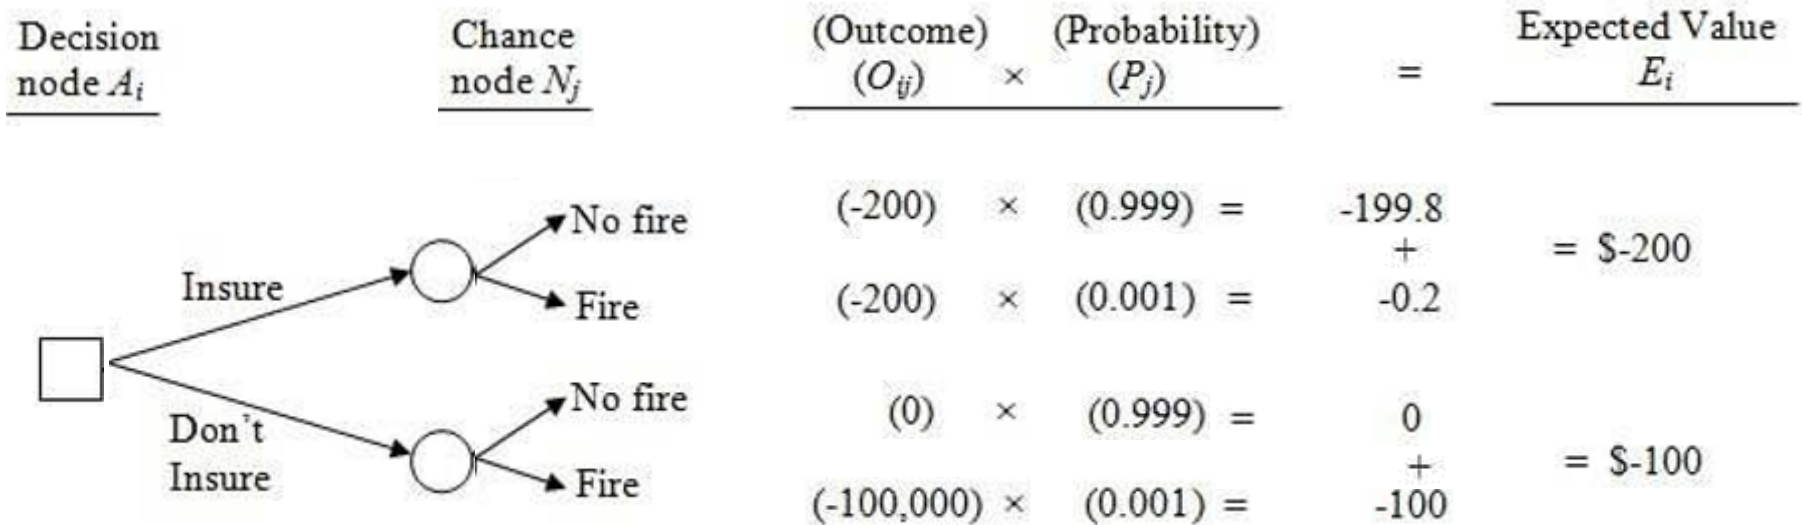 Decision node Aᵢ
Chance node Nⱼ
(Outcome) (Probability)
(Oᵢⱼ) × (Pⱼ)
=
Expected Value
Eᵢ
Insure
No fire
(-200) × (0.999) = -199.8
+
= $-200
Fire
(-200) × (0.001) = -0.2
Don't
Insure
No fire
(0) × (0.999) = 0
+
= $-100
Fire
(-100,000) × (0.001) = -100